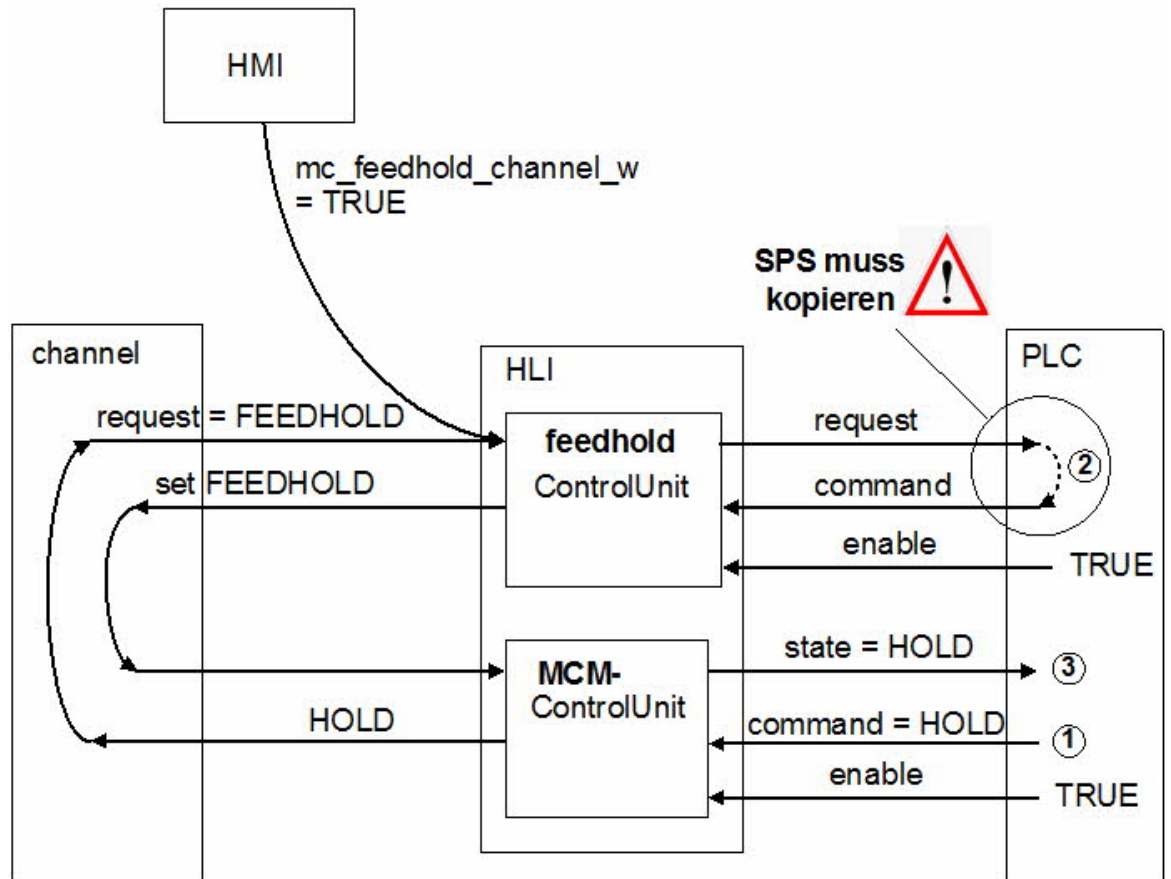 HMI
mc_feedhold_channel_w
= TRUE
SPS muss
kopieren
!
channel
HLI
PLC
request = FEEDHOLD
feedhold
ControlUnit
request
set FEEDHOLD
command
2
enable
TRUE
MCM-
ControlUnit
state = HOLD
3
HOLD
command = HOLD
1
enable
TRUE